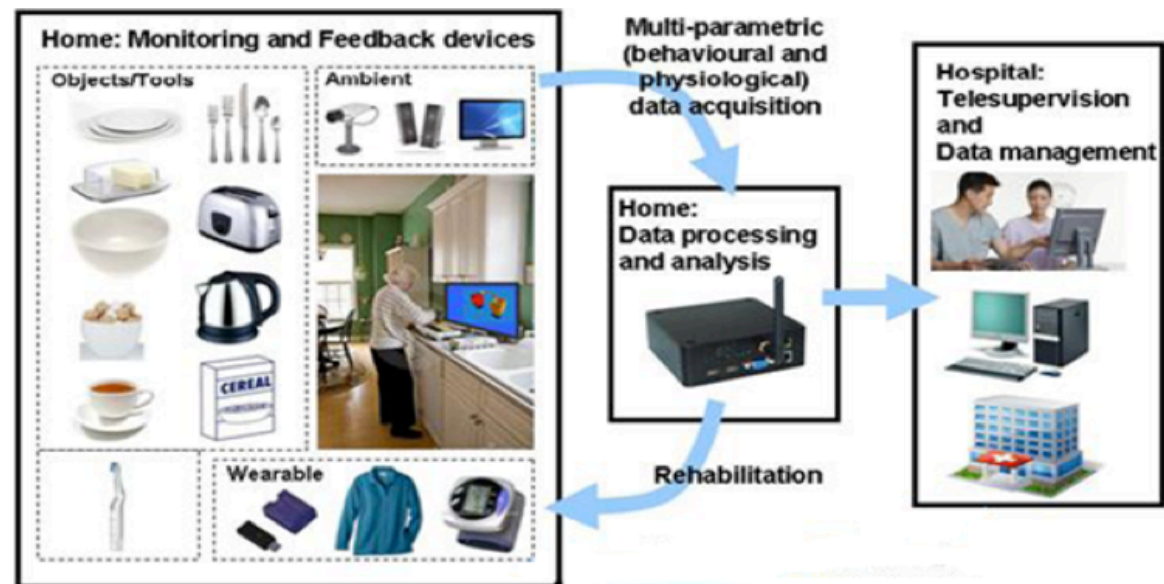 Home: Monitoring and Feedback devices
Objects/Tools
Ambient
CEREAL
Wearable
Multi-parametric
(behavioural and
physiological)
data acquisition
Home:
Data processing
and analysis
Rehabilitation
Hospital:
Telesupervision
and
Data management